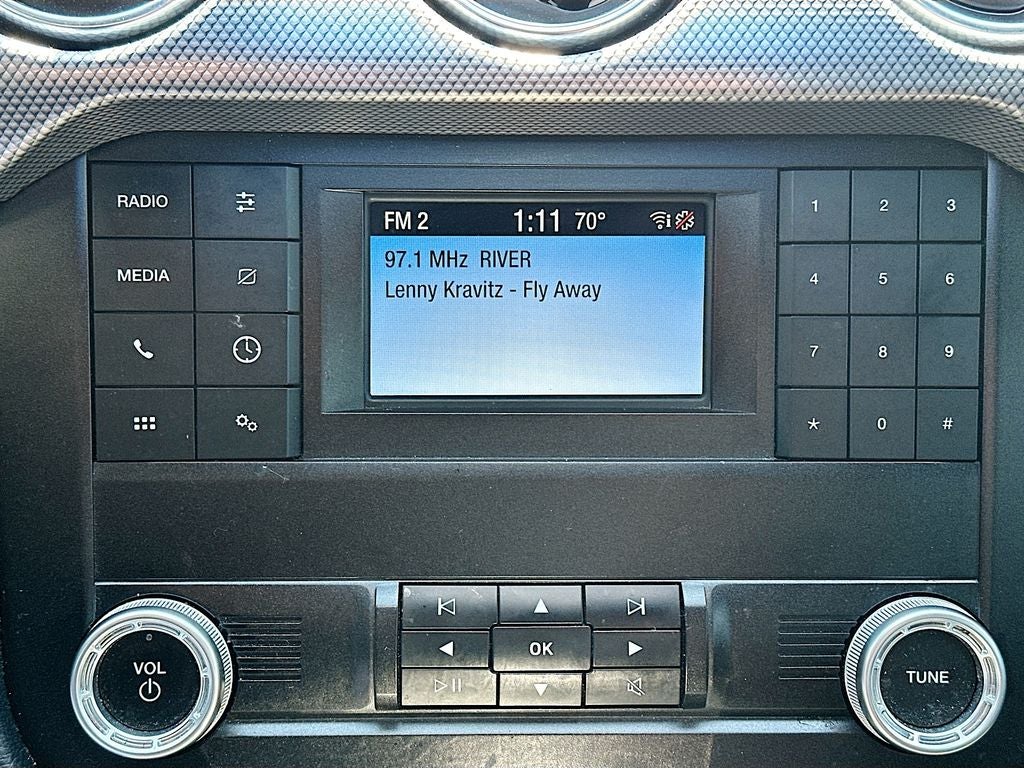 FM 2 1:11 70°
97.1 MHz RIVER
Lenny Kravitz - Fly Away
RADIO
MEDIA
1 2 3
4 5 6
7 8 9
* 0 #
VOL
OK
TUNE